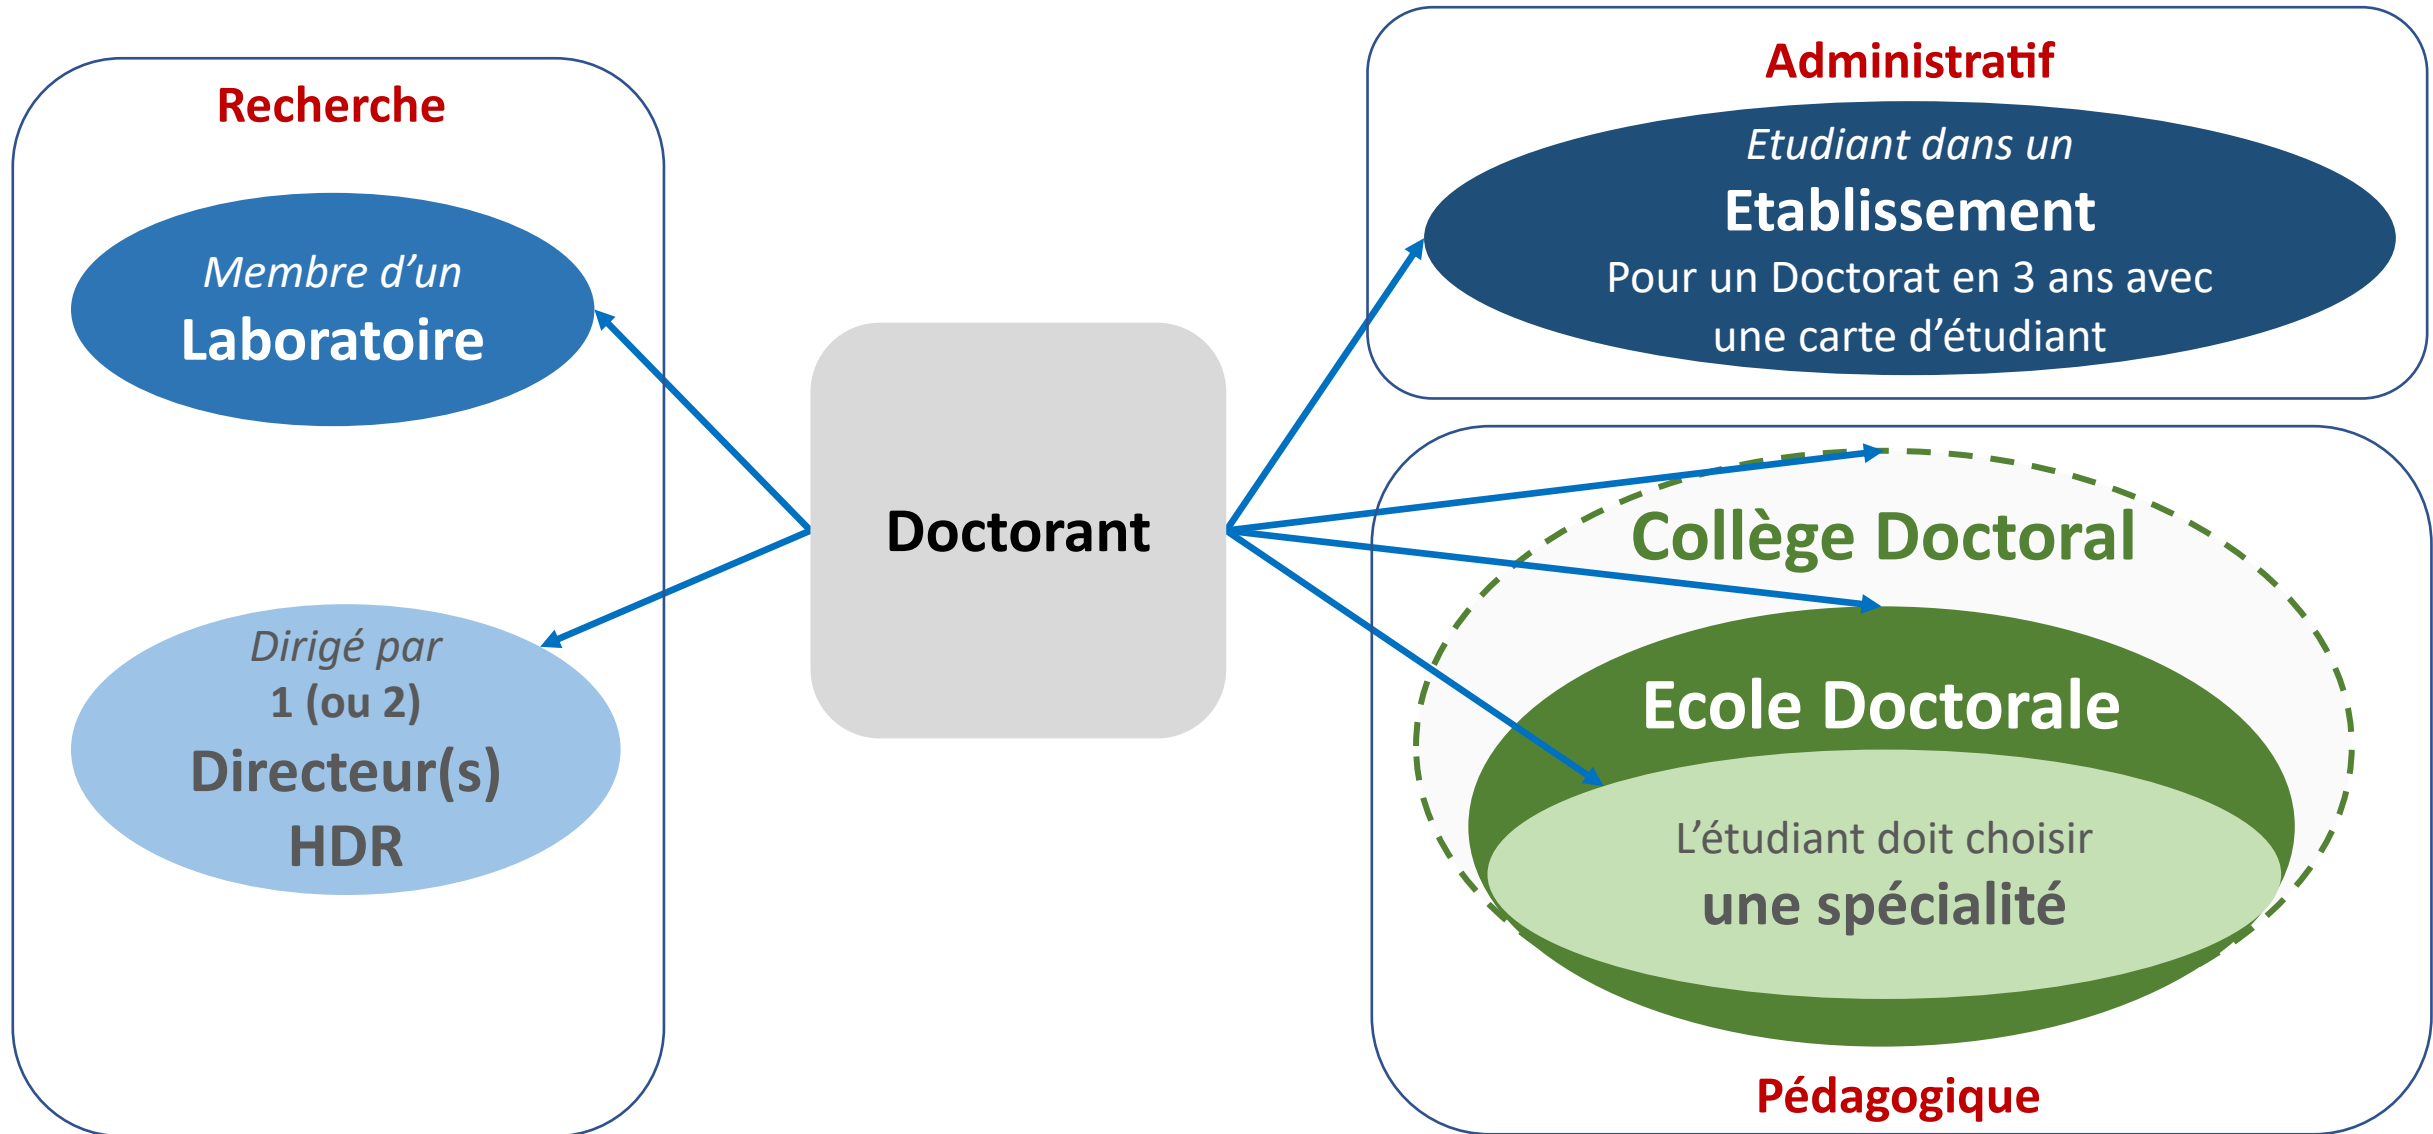 Recherche
Membre d’un
Laboratoire
Dirigé par
1 (ou 2)
Directeur(s)
HDR
Doctorant
Administratif
Etudiant dans un
Etablissement
Pour un Doctorat en 3 ans avec
une carte d’étudiant
Collège Doctoral
Ecole Doctorale
L’étudiant doit choisir
une spécialité
Pédagogique